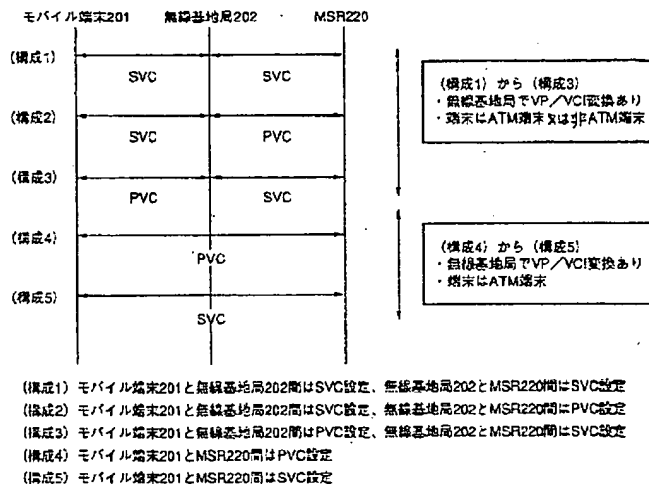 モバイル端末201 無線基地局202 MSR220
(構成1)
SVC SVC
(構成2)
SVC PVC
(構成3)
PVC SVC
(構成4)
PVC
(構成5)
SVC
(構成1) から (構成3)
・無線基地局でVP/VCI変換あり
・端末はATM端末又は非ATM端末
(構成4) から (構成5)
・無線基地局でVP/VCI変換あり
・端末はATM端末
(構成1) モバイル端末201と無線基地局202間はSVC設定、無線基地局202とMSR220間はSVC設定
(構成2) モバイル端末201と無線基地局202間はSVC設定、無線基地局202とMSR220間はPVC設定
(構成3) モバイル端末201と無線基地局202間はPVC設定、無線基地局202とMSR220間はSVC設定
(構成4) モバイル端末201とMSR220間はPVC設定
(構成5) モバイル端末201とMSR220間はSVC設定